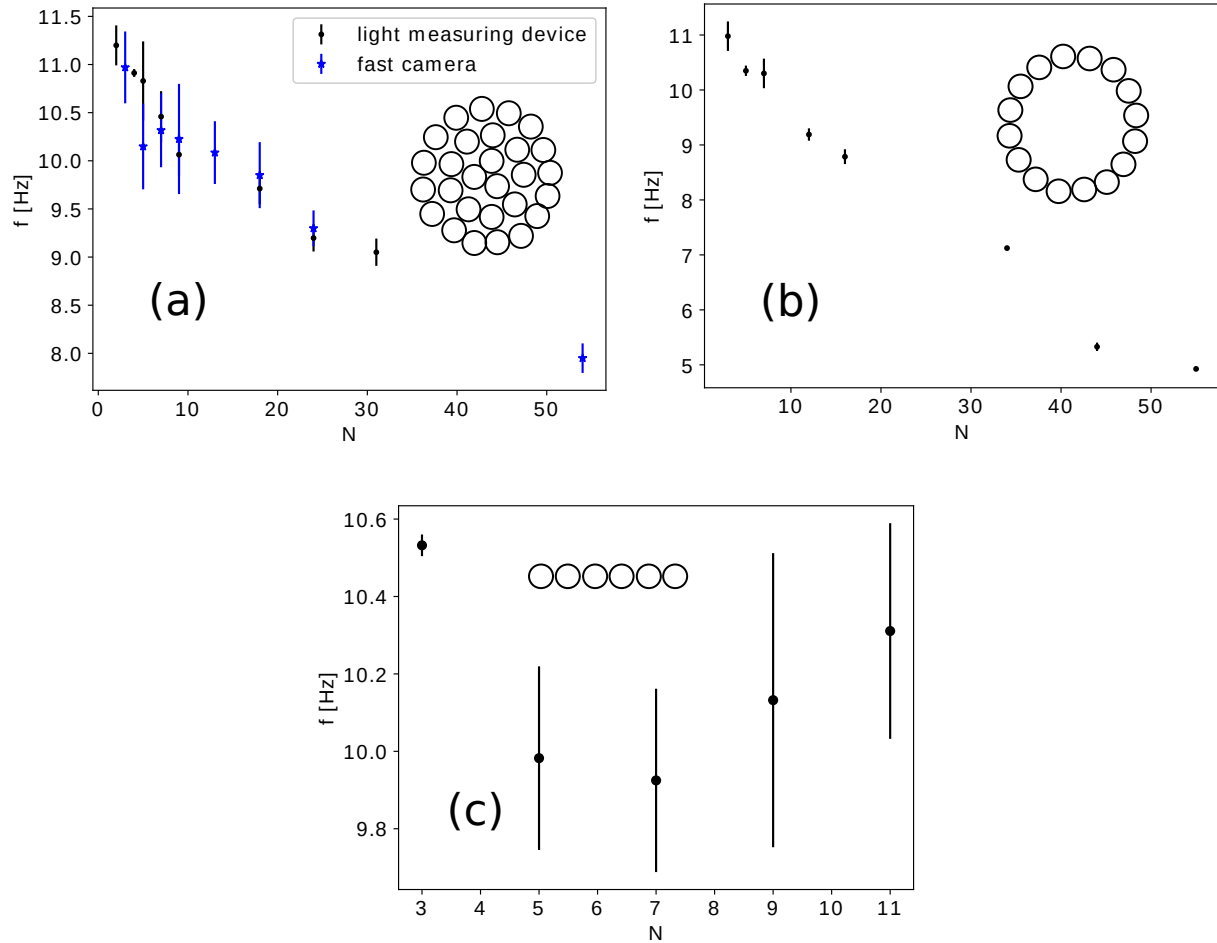 11.5
11.0
10.5
10.0
9.5
9.0
8.5
8.0
f [Hz]
0 10 20 30 40 50
N
light measuring device
fast camera
(a)
11
10
9
8
7
6
5
f [Hz]
10 20 30 40 50
N
(b)
10.6
10.4
10.2
10.0
9.8
f [Hz]
3 4 5 6 7 8 9 10 11
N
(c)